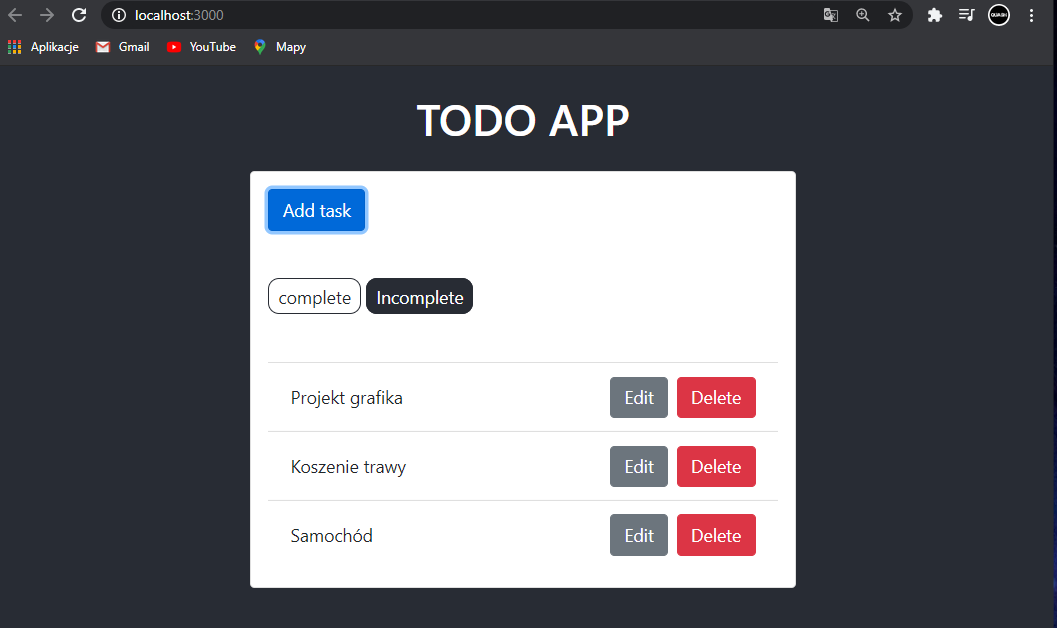 localhost:3000
Aplikacje Gmail YouTube Mapy
TODO APP
Add task
complete Incomplete
Projekt grafika Edit Delete
Koszenie trawy Edit Delete
Samochód Edit Delete